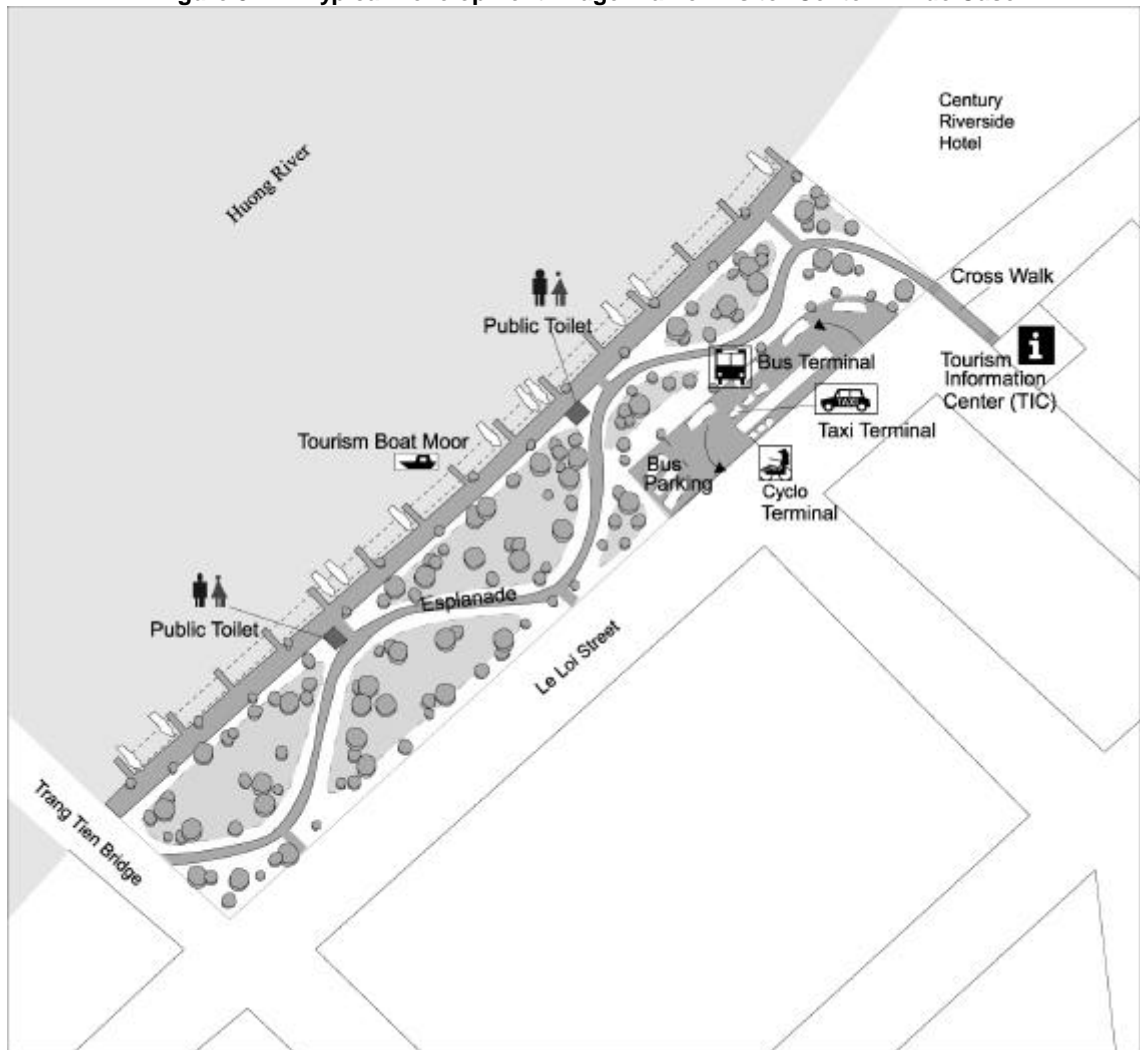 Century
Riverside
Hotel
Huong River
Cross Walk
Public Toilet
Bus Terminal
Tourism
Information
Center (TIC)
TAXI
Taxi Terminal
Tourism Boat Moor
Bus
Parking
Cyclo
Terminal
Esplanade
Public Toilet
Le Loi Street
Trang Tien Bridge